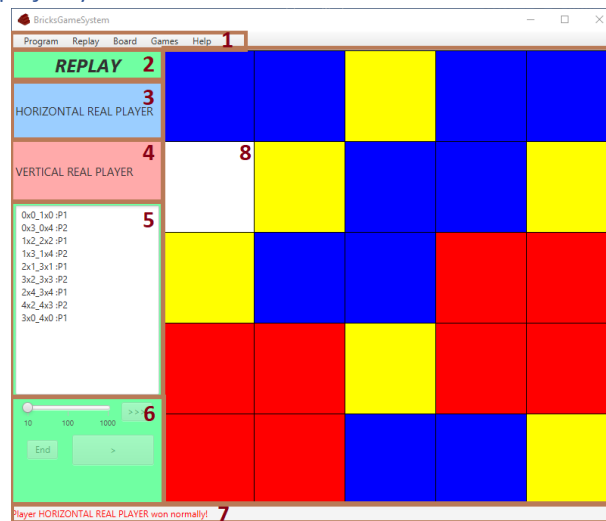 BricksGameSystem
Program Replay Board Games Help 1
REPLAY 2
3
HORIZONTAL REAL PLAYER
4
VERTICAL REAL PLAYER
8
5
0x0_1x0 :P1
0x3_0x4 :P2
1x2_2x2 :P1
1x3_1x4 :P2
2x1_3x1 :P1
3x2_3x3 :P2
2x4_3x4 :P1
4x2_4x3 :P2
3x0_4x0 :P1
>>> 6
10 100 1000
End >
Player HORIZONTAL REAL PLAYER won normally! 7